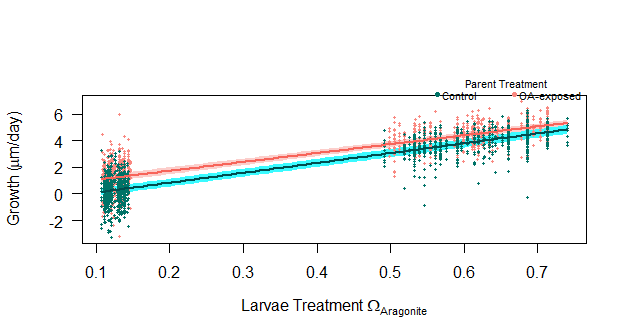 Parent Treatment
Control OA-exposed
Growth (µm/day)
6
4
2
0
-2
0.1 0.2 0.3 0.4 0.5 0.6 0.7
Larvae Treatment ΩAragonite